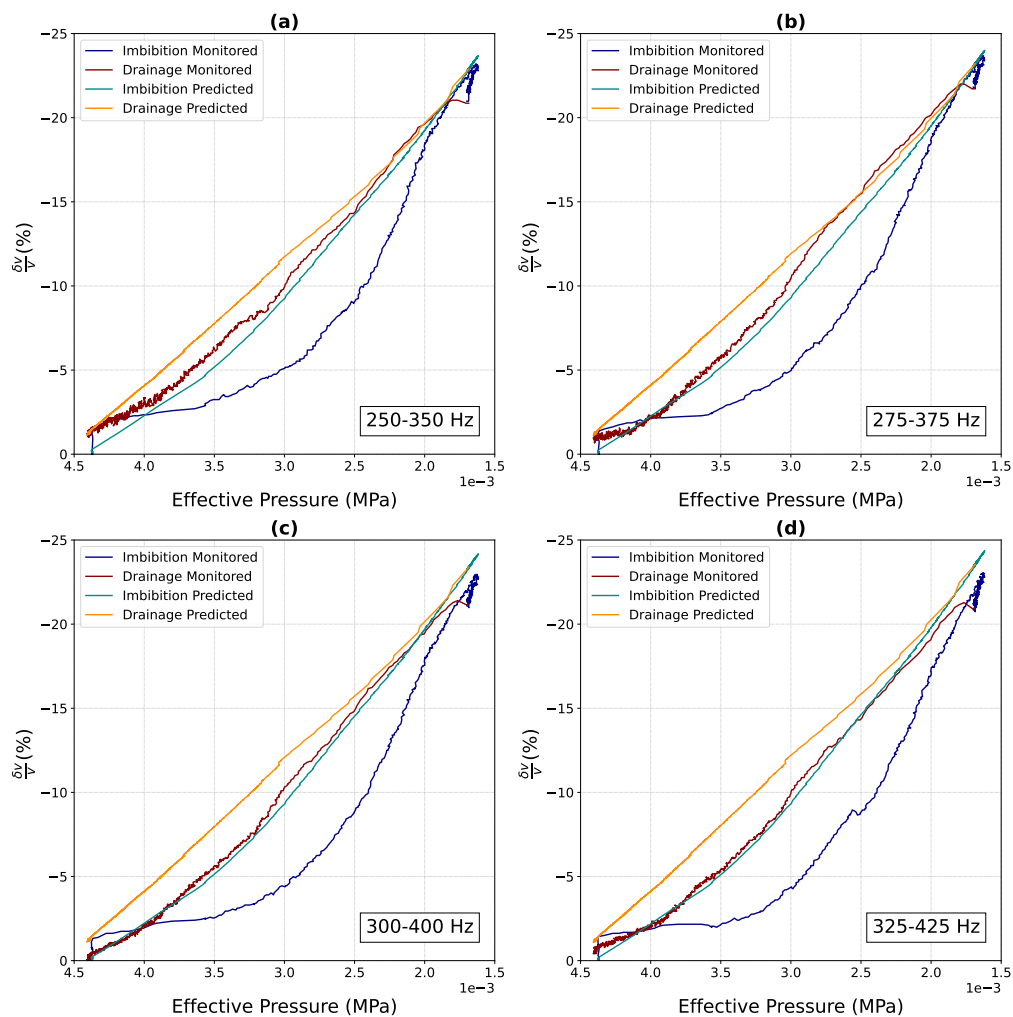 (a)
−25
−20
−15
−10
−5
0
δv/v (%)
Imbibition Monitored
Drainage Monitored
Imbibition Predicted
Drainage Predicted
250-350 Hz
4.5 4.0 3.5 3.0 2.5 2.0 1.5
1e−3
Effective Pressure (MPa)
(b)
−25
−20
−15
−10
−5
0
δv/v (%)
Imbibition Monitored
Drainage Monitored
Imbibition Predicted
Drainage Predicted
275-375 Hz
4.5 4.0 3.5 3.0 2.5 2.0 1.5
1e−3
Effective Pressure (MPa)
(c)
−25
−20
−15
−10
−5
0
δv/v (%)
Imbibition Monitored
Drainage Monitored
Imbibition Predicted
Drainage Predicted
300-400 Hz
4.5 4.0 3.5 3.0 2.5 2.0 1.5
1e−3
Effective Pressure (MPa)
(d)
−25
−20
−15
−10
−5
0
δv/v (%)
Imbibition Monitored
Drainage Monitored
Imbibition Predicted
Drainage Predicted
325-425 Hz
4.5 4.0 3.5 3.0 2.5 2.0 1.5
1e−3
Effective Pressure (MPa)